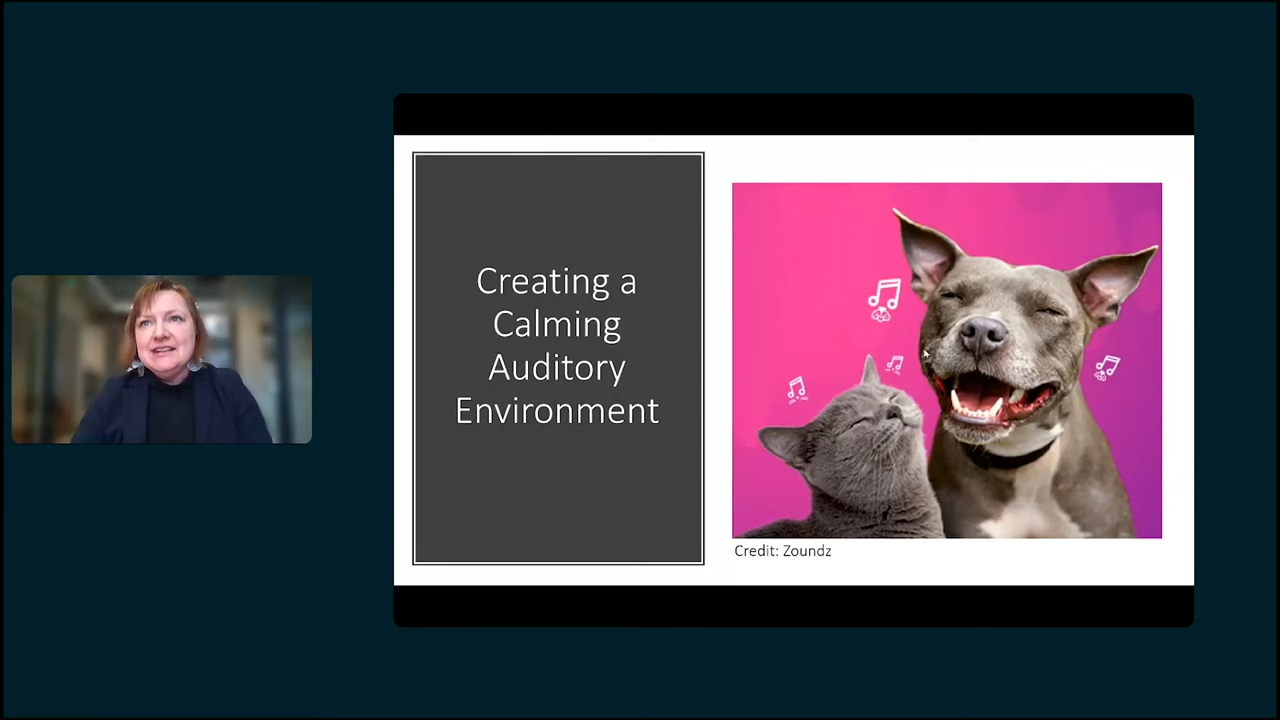 Creating a
Calming
Auditory
Environment
Credit: Zoundz